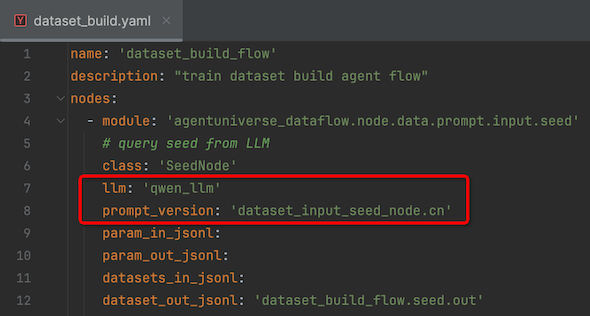 dataset_build.yaml
1 name: 'dataset_build_flow'
2 description: "train dataset build agent flow"
3 nodes:
4 - module: 'agentuniverse_dataflow.node.data.prompt.input.seed'
5 # query seed from LLM
6 class: 'SeedNode'
7 llm: 'qwen_llm'
8 prompt_version: 'dataset_input_seed_node.cn'
9 param_in_jsonl:
10 param_out_jsonl:
11 datasets_in_jsonl:
12 dataset_out_jsonl: 'dataset_build_flow.seed.out'